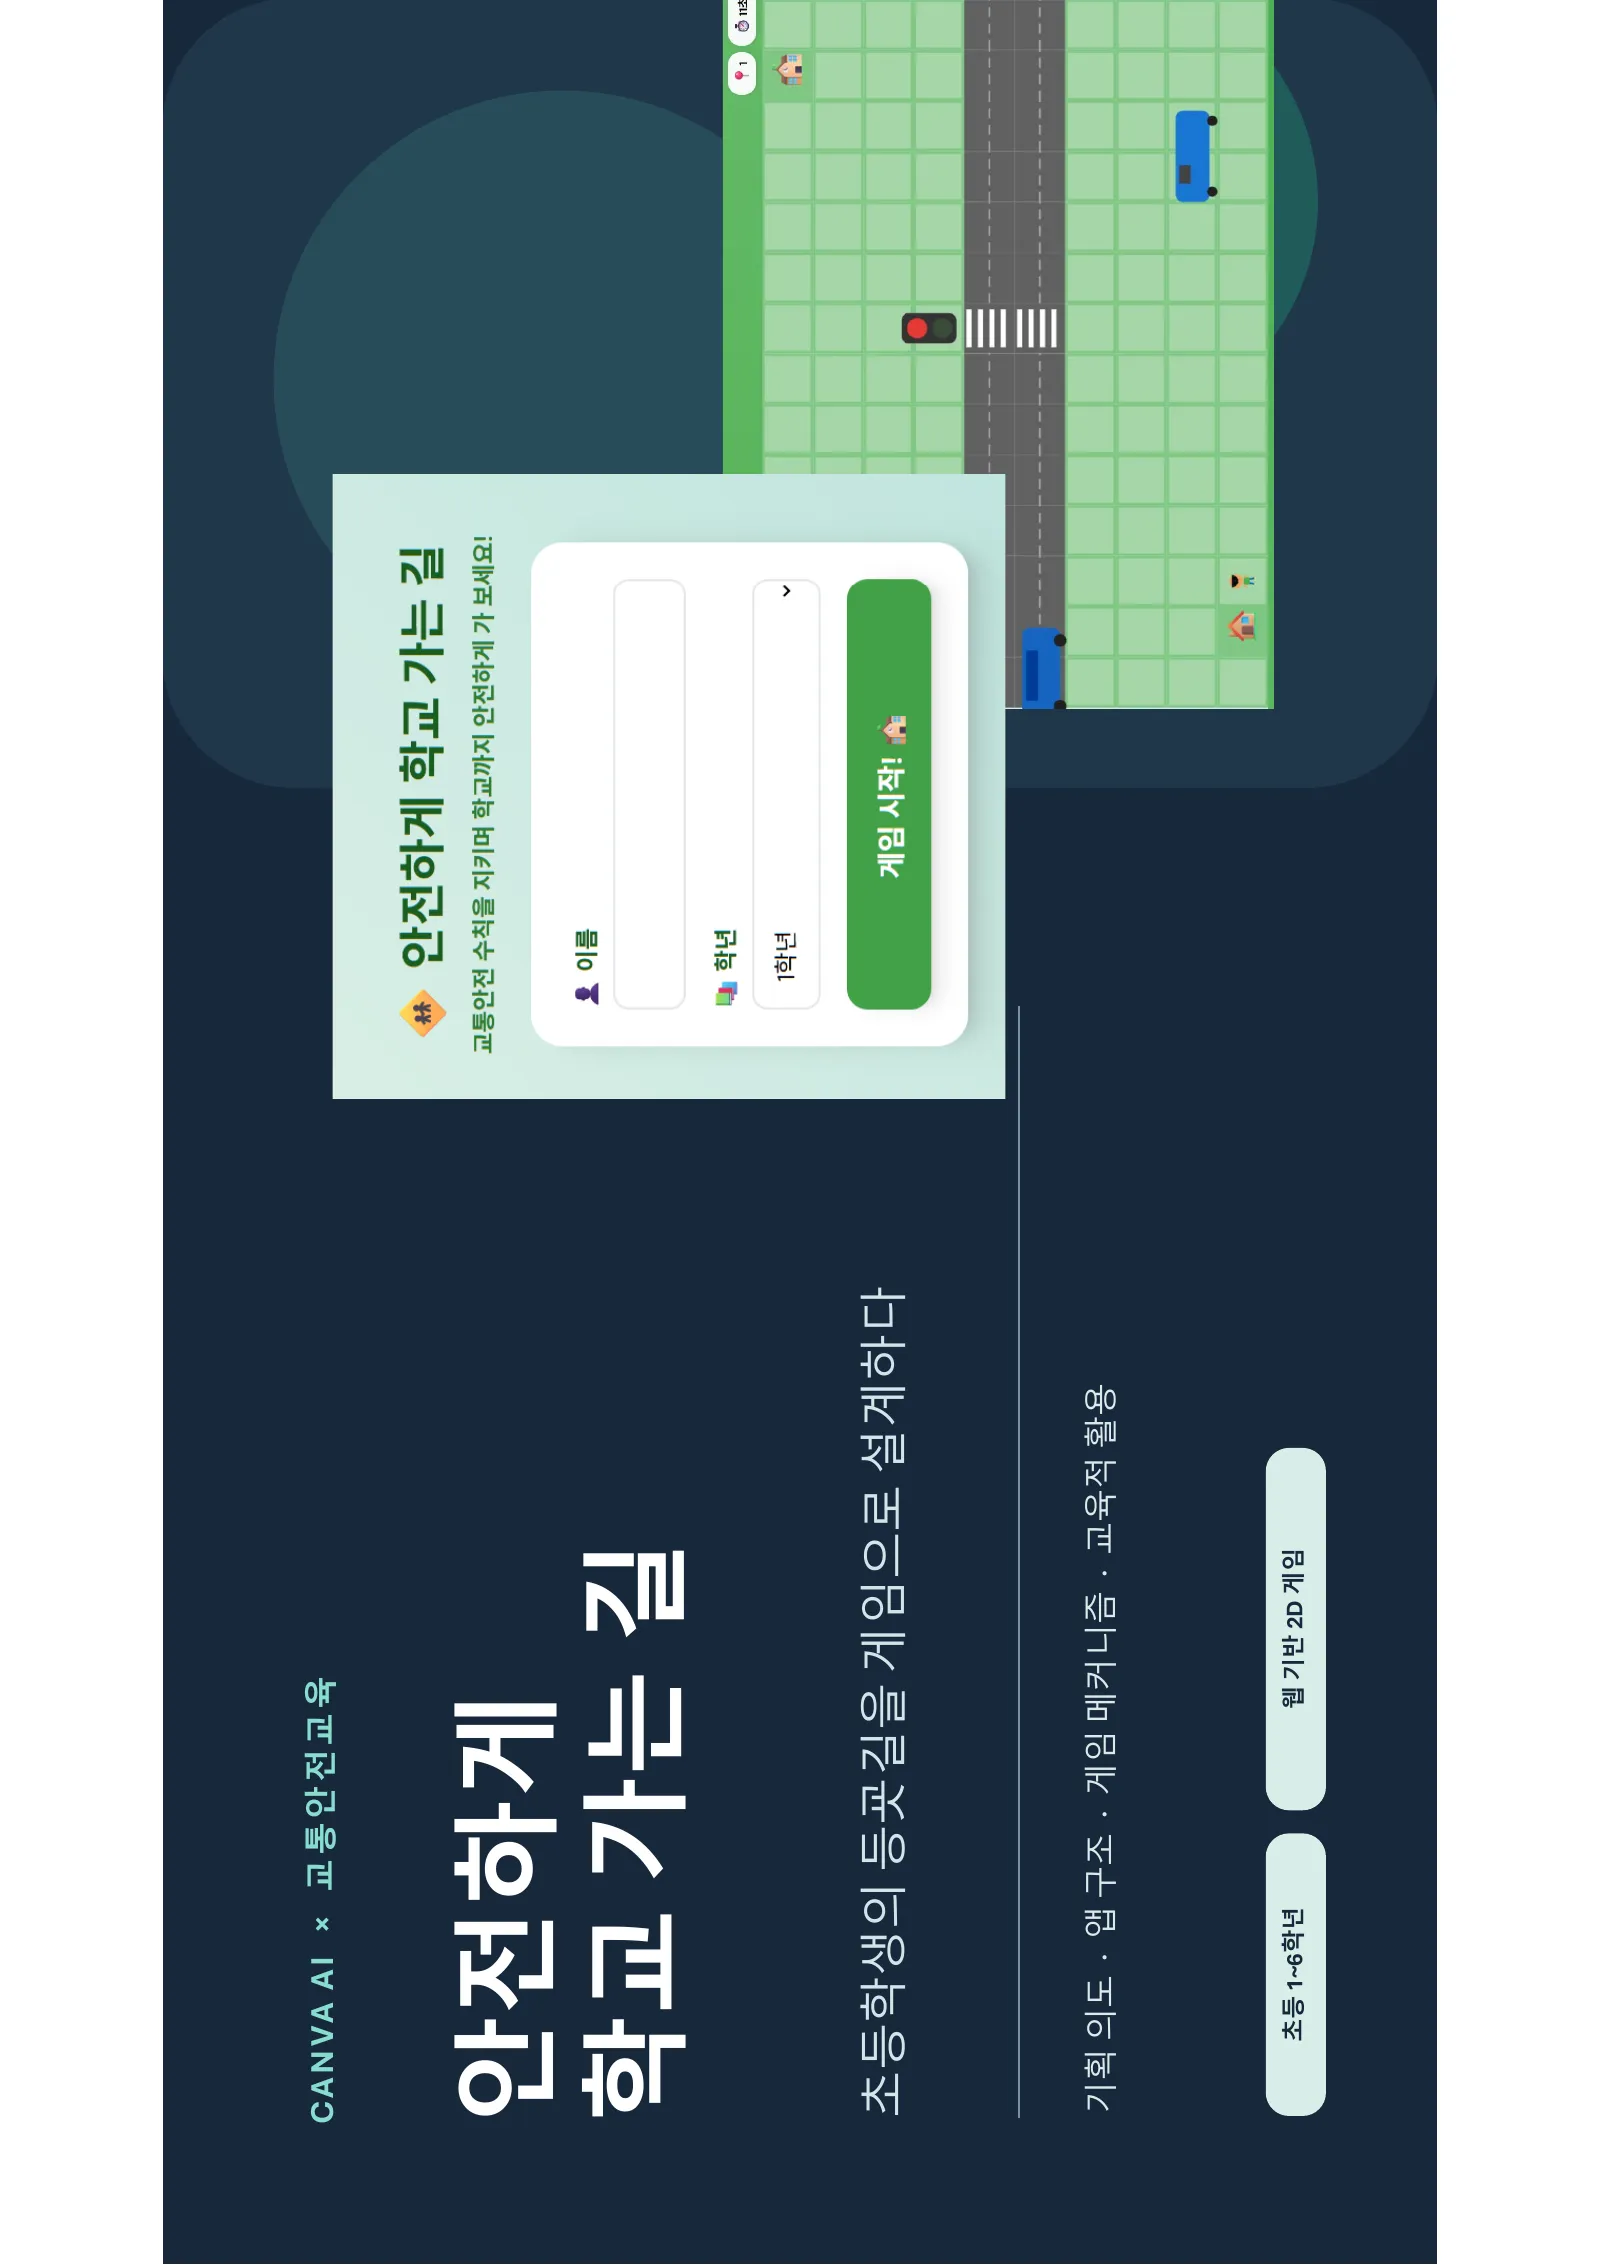 CANVA AI × 교통안전교육
안전하게
학교 가는 길
초등학생의 등굣길을 게임으로 설계하다
기획 의도 · 앱 구조 · 게임 메커니즘 · 교육적 활용
초등 1~6학년
웹 기반 2D 게임
안전하게 학교 가는 길
교통안전 수칙을 지키며 학교까지 안전하게 가 보세요!
이름
학년
1학년
게임 시작!
1
11초